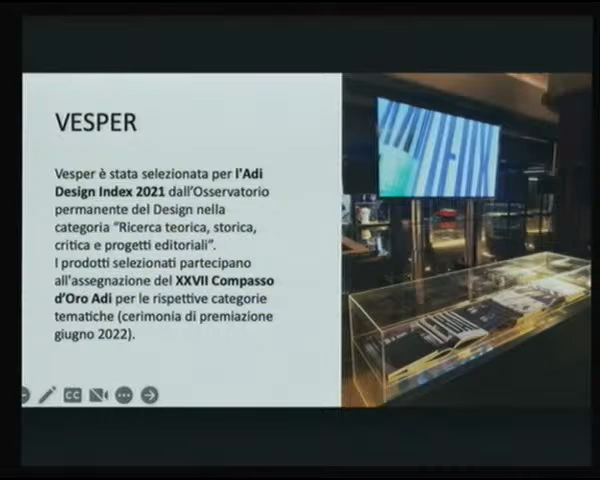 VESPER
Vesper è stata selezionata per l'Adi
Design Index 2021 dall'Osservatorio
permanente del Design nella
categoria "Ricerca teorica, storica,
critica e progetti editoriali".
I prodotti selezionati partecipano
all'assegnazione del XXVII Compasso
d'Oro Adi per le rispettive categorie
tematiche (cerimonia di premiazione
giugno 2022).
CC